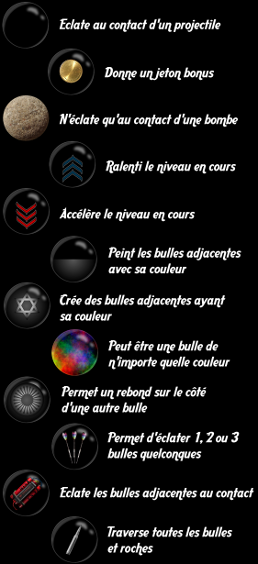 Eclate au contact d'un projectile
Donne un jeton bonus
N'éclate qu'au contact d'une bombe
Ralenti le niveau en cours
Accélère le niveau en cours
Peint les bulles adjacentes
avec sa couleur
Crée des bulles adjacentes ayant
sa couleur
Peut être une bulle de
n'importe quelle couleur
Permet un rebond sur le côté
d'une autre bulle
Permet d'éclater 1, 2 ou 3
bulles quelconques
Eclate les bulles adjacentes au contact
Traverse toutes les bulles
et roches